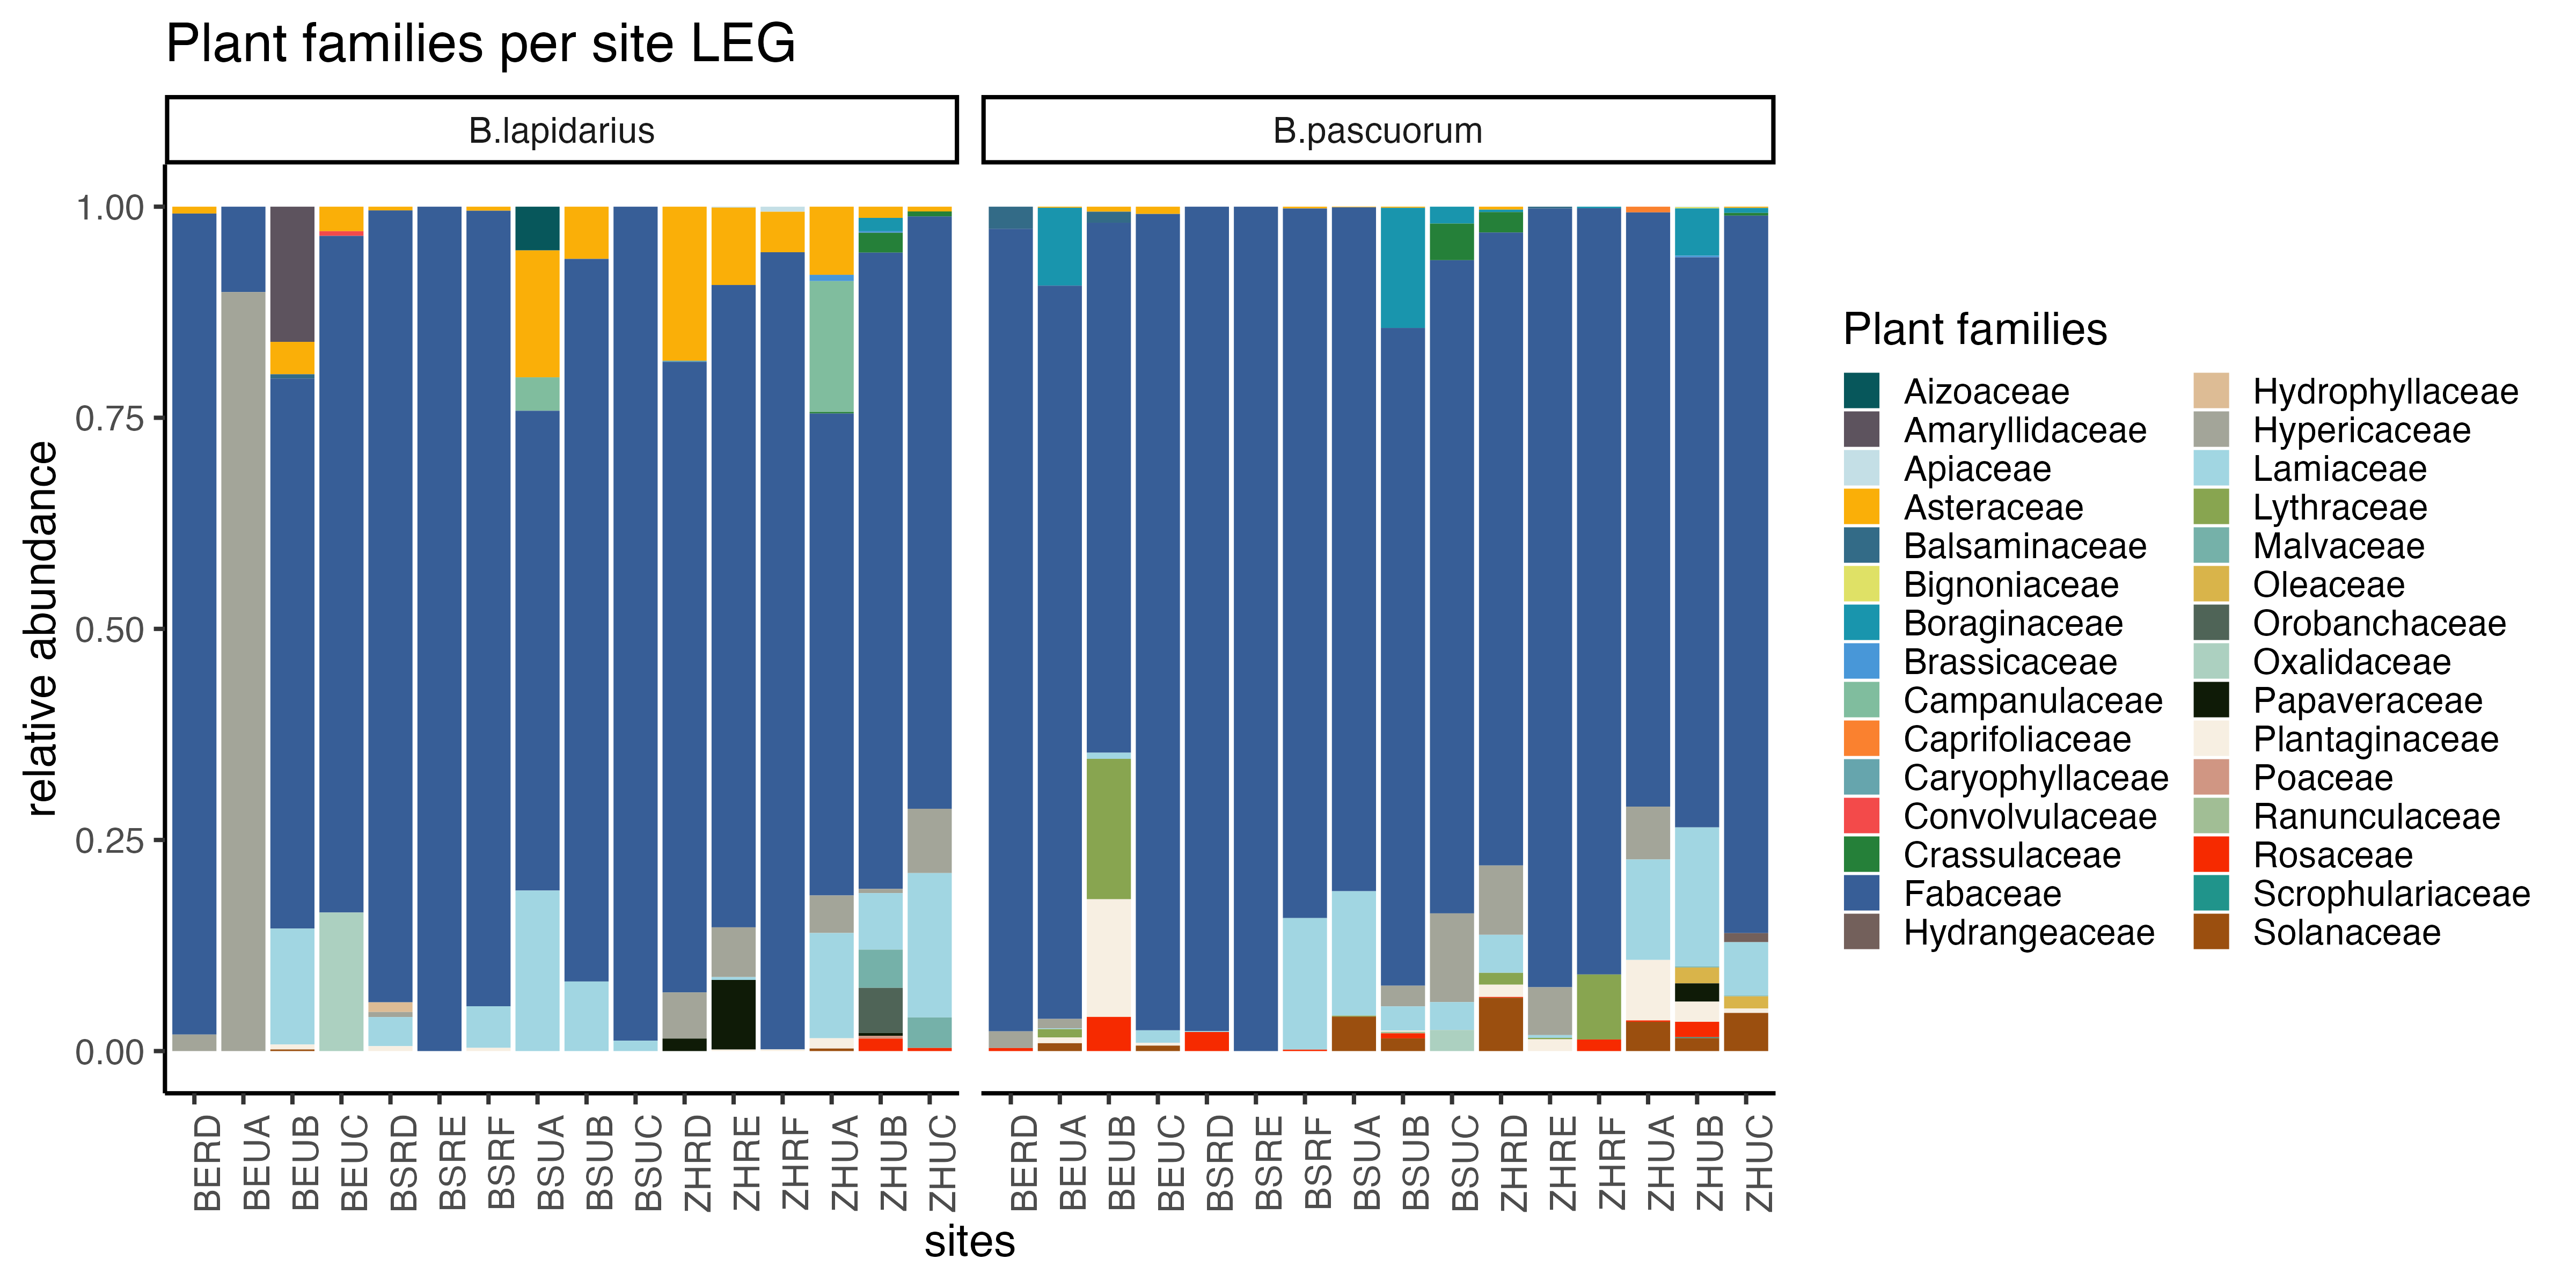 Plant families per site LEG
B.lapidarius
B.pascuorum
relative abundance
1.00
0.75
0.50
0.25
0.00
BERD
BEUA
BEUB
BEUC
BSRD
BSRE
BSRF
BSUA
BSUB
BSUC
ZHRD
ZHRE
ZHRF
ZHUA
ZHUB
ZHUC
BERD
BEUA
BEUB
BEUC
BSRD
BSRE
BSRF
BSUA
BSUB
BSUC
ZHRD
ZHRE
ZHRF
ZHUA
ZHUB
ZHUC
sites
Plant families
Aizoaceae
Amaryllidaceae
Apiaceae
Asteraceae
Balsaminaceae
Bignoniaceae
Boraginaceae
Brassicaceae
Campanulaceae
Caprifoliaceae
Caryophyllaceae
Convolvulaceae
Crassulaceae
Fabaceae
Hydrangeaceae
Hydrophyllaceae
Hypericaceae
Lamiaceae
Lythraceae
Malvaceae
Oleaceae
Orobanchaceae
Oxalidaceae
Papaveraceae
Plantaginaceae
Poaceae
Ranunculaceae
Rosaceae
Scrophulariaceae
Solanaceae